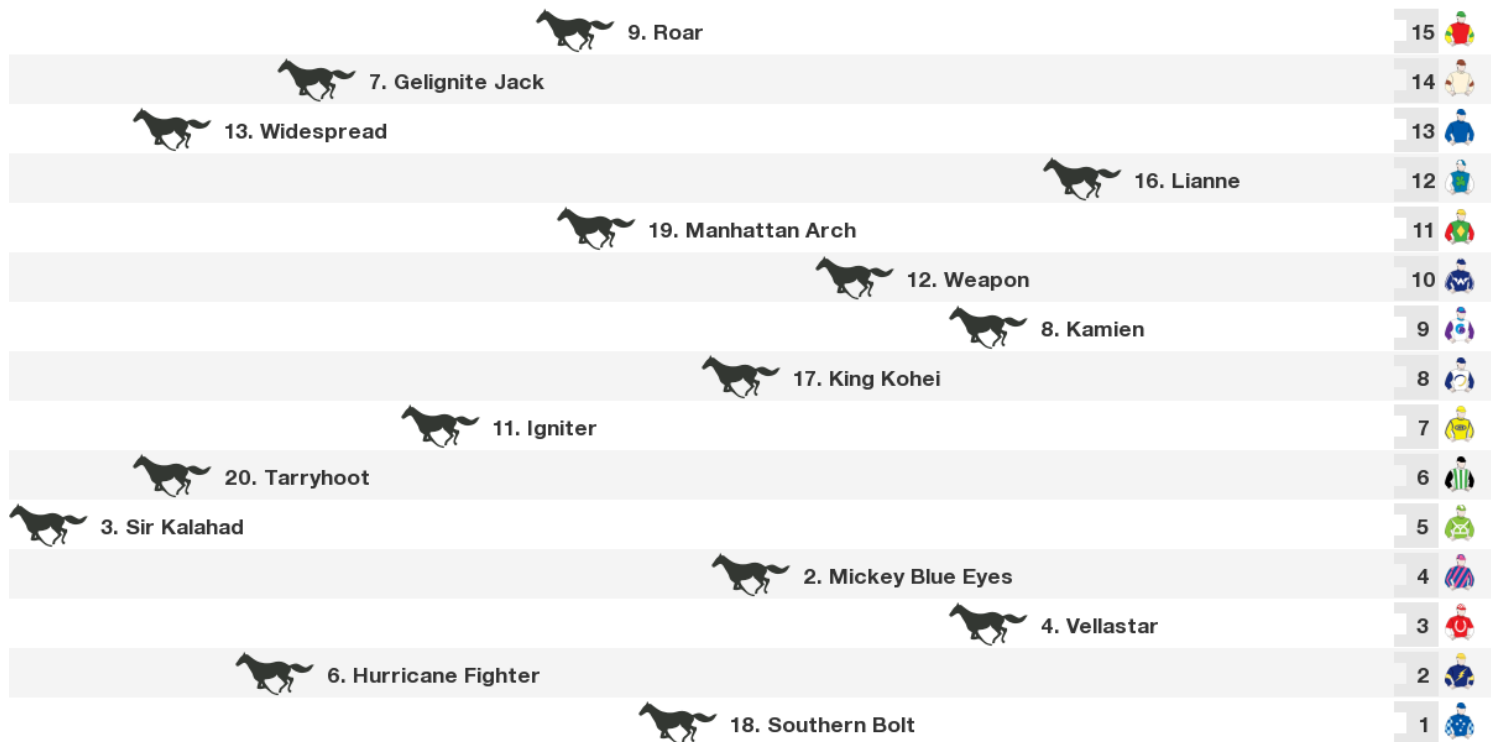 9. Roar 15
7. Gelignite Jack 14
13. Widespread 13
16. Lianne 12
19. Manhattan Arch 11
12. Weapon 10
8. Kamien 9
17. King Kohei 8
11. Igniter 7
20. Tarryhoot 6
3. Sir Kalahad 5
2. Mickey Blue Eyes 4
4. Vellastar 3
6. Hurricane Fighter 2
18. Southern Bolt 1